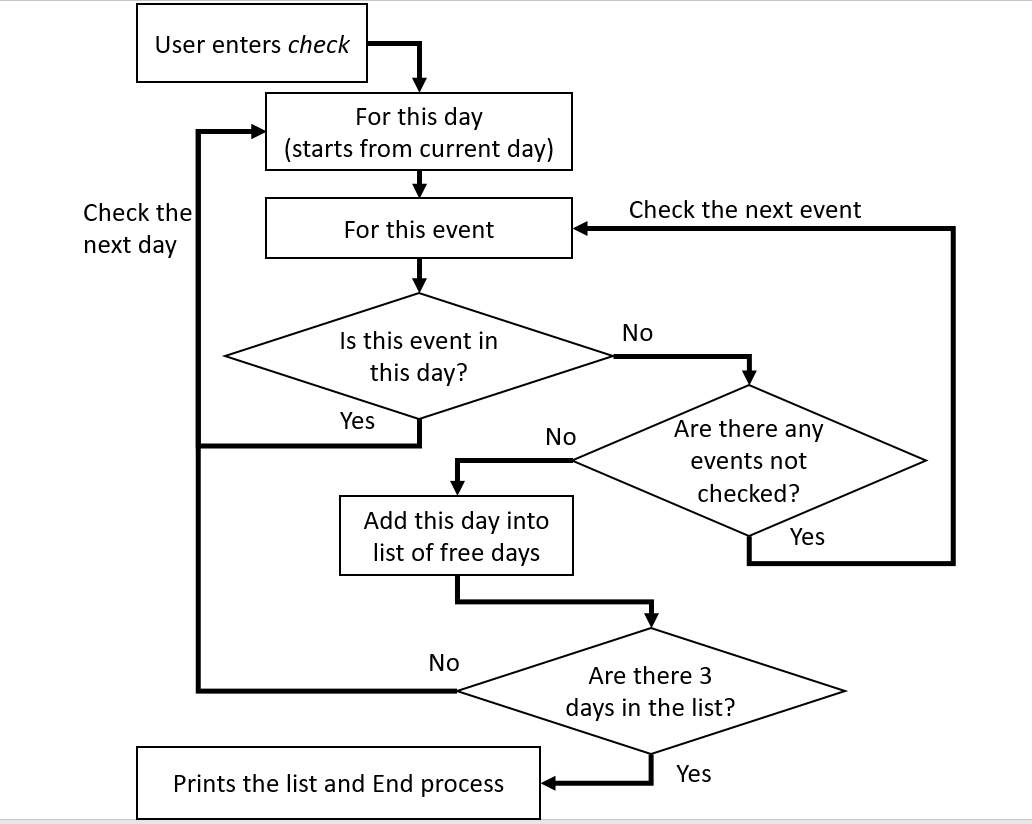 User enters check
For this day
(starts from current day)
Check the
next day
For this event
Check the next event
Is this event in
this day?
No
Yes
Are there any
events not
checked?
No
Yes
Add this day into
list of free days
No
Are there 3
days in the list?
Yes
Prints the list and End process